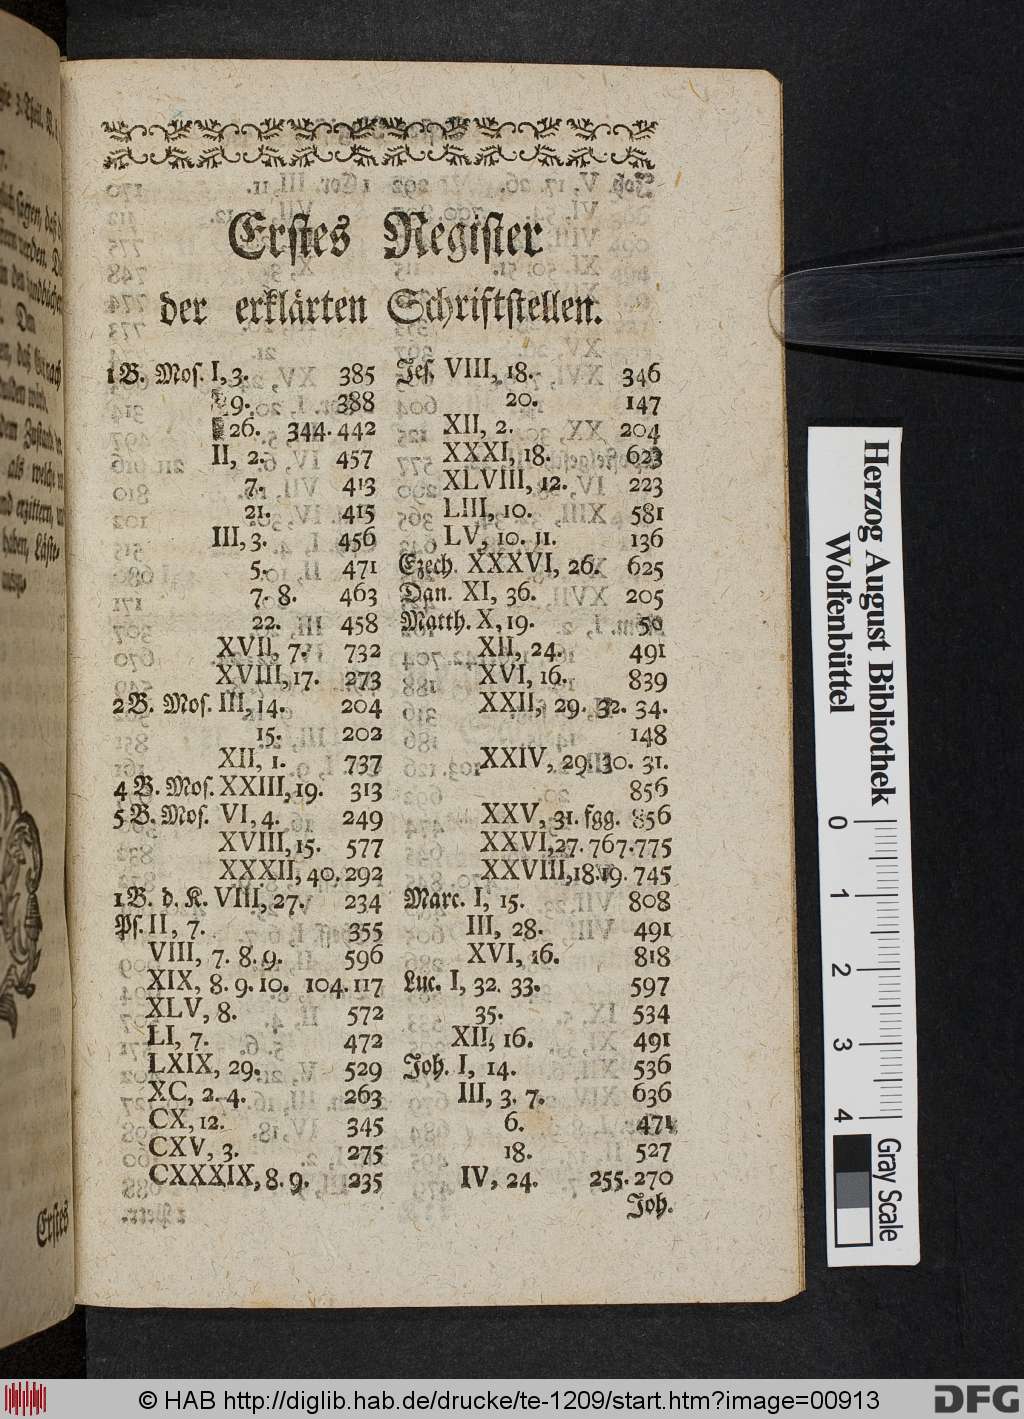 Erstes Register
der erklärten Schriftstellen.
1 B. Mos. I, 3. 385
9. 388
26. 344. 442
II, 2. 457
7. 413
21. 415
III, 3. 456
5. 471
7. 8. 463
22. 458
XVII, 7. 732
XVIII, 17. 273
2 B. Mos. III, 14. 204
15. 202
XII, 1. 737
4 B. Mos. XXIII, 19. 313
5 B. Mos. VI, 4. 249
XVIII, 15. 577
XXXII, 40. 292
1 B. d. K. VIII, 27. 234
Ps. II, 7. 355
VIII, 7. 8. 9. 596
XIX, 8. 9. 10. 104. 117
XLV, 8. 572
LI, 7. 472
LXIX, 29. 529
XC, 2. 4. 263
CX, 12. 345
CXV, 3. 275
CXXXIX, 8. 9. 235
Jes. VIII, 18. 346
20. 147
XII, 2. 204
XXXI, 18. 623
XLVIII, 12. 223
LIII, 10. 581
LV, 10. 11. 136
Ezech. XXXVI, 26. 625
Dan. XI, 36. 205
Matth. X, 19. 50
XII, 24. 491
XVI, 16. 839
XXII, 29. 32. 34.
148
XXIV, 29. 30. 31.
856
XXV, 31. sgg. 856
XXVI, 27. 767. 775
XXVIII, 18. 19. 745
Marc. I, 15. 808
III, 28. 491
XVI, 16. 818
Luc. I, 32. 33. 597
35. 534
XII, 16. 491
Joh. I, 14. 536
III, 3. 7. 636
6. 471
18. 527
IV, 24. 255. 270
Joh.
Erstes
Herzog August Bibliothek
Wolfenbüttel
0 1 2 3 4
Gray Scale
© HAB http://diglib.hab.de/drucke/te-1209/start.htm?image=00913
DFG